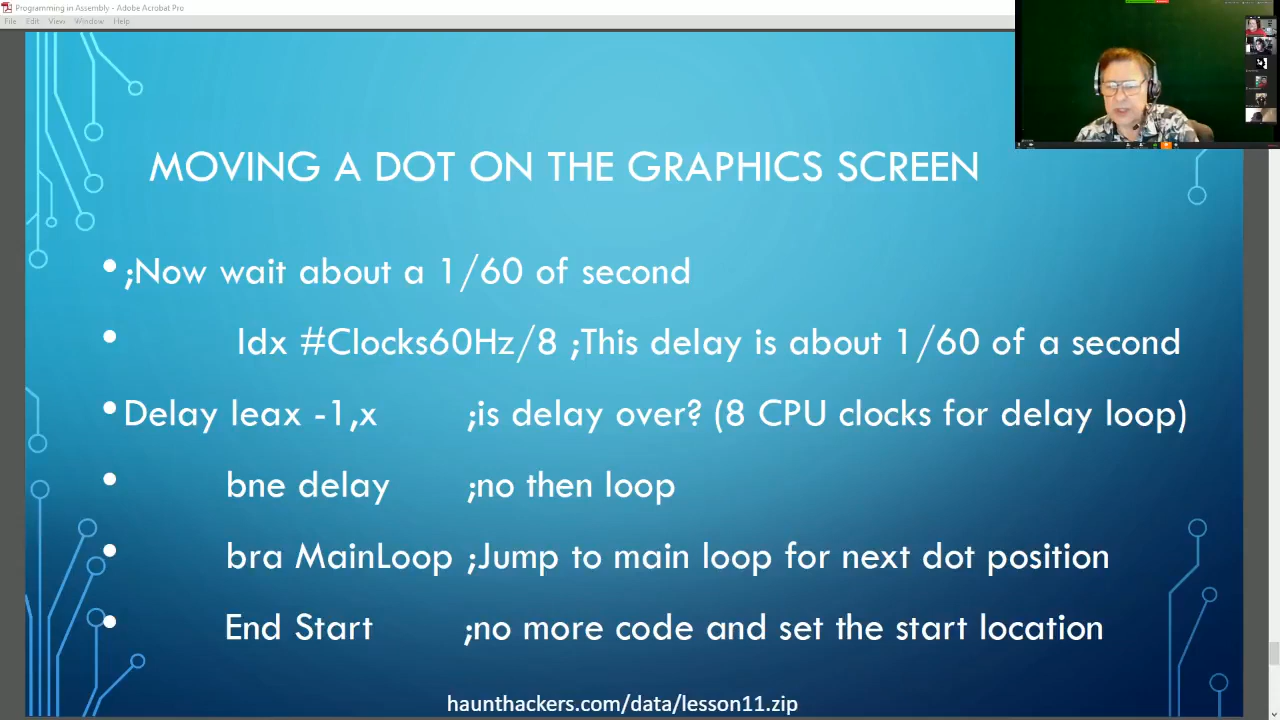 Programming in Assembly - Adobe Acrobat Pro
File Edit View Window Help
MOVING A DOT ON THE GRAPHICS SCREEN
• ;Now wait about a 1/60 of second
• ldx #Clocks60Hz/8 ;This delay is about 1/60 of a second
• Delay leax -1,x ;is delay over? (8 CPU clocks for delay loop)
• bne delay ;no then loop
• bra MainLoop ;Jump to main loop for next dot position
• End Start ;no more code and set the start location
haunthackers.com/data/lesson11.zip